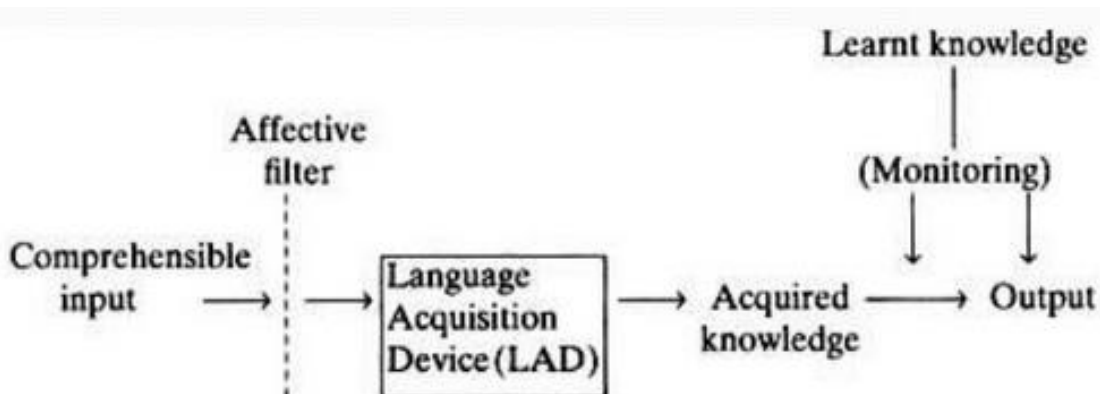 Learnt knowledge
Affective
filter
(Monitoring)
Comprehensible
input
Language
Acquisition
Device (LAD)
Acquired
knowledge
Output